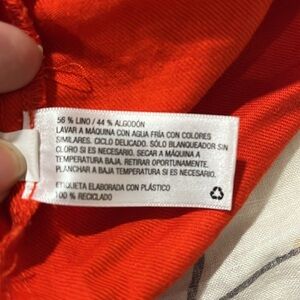 56 % LINO / 44 % ALGODÓN
LAVAR A MÁQUINA CON AGUA FRÍA CON COLORES
SIMILARES. CICLO DELICADO. SÓLO BLANQUEADOR SIN
CLORO SI ES NECESARIO. SECAR A MÁQUINA A
TEMPERATURA BAJA. RETIRAR OPORTUNAMENTE.
PLANCHAR A BAJA TEMPERATURA SI ES NECESARIO.
ETIQUETA ELABORADA CON PLÁSTICO
100 % RECICLADO